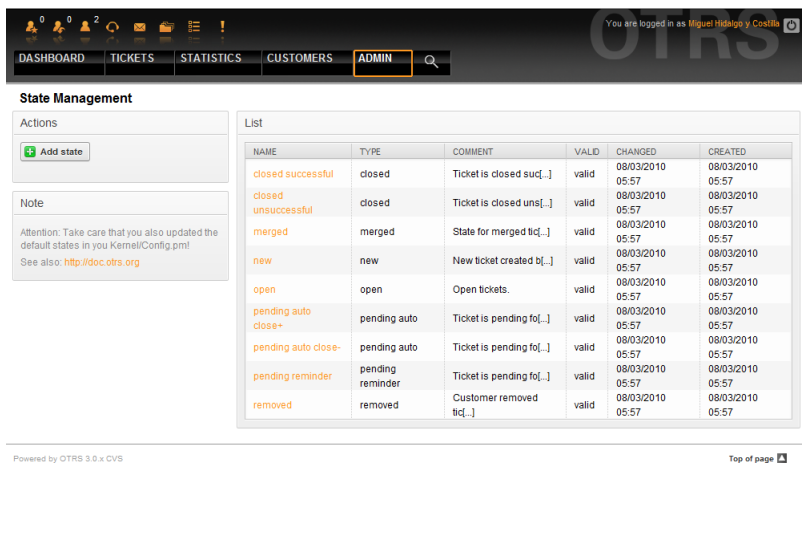 0 0 2
You are logged in as Miguel Hidalgo y Costilla
OTRS
DASHBOARD TICKETS STATISTICS CUSTOMERS ADMIN
State Management
Actions
Add state
Note
Attention: Take care that you also updated the
default states in you Kernel/Config.pm!
See also: http://doc.otrs.org
List
NAME TYPE COMMENT VALID CHANGED CREATED
closed successful closed Ticket is closed suc[...] valid 08/03/2010 05:57 08/03/2010 05:57
closed unsuccessful closed Ticket is closed uns[...] valid 08/03/2010 05:57 08/03/2010 05:57
merged merged State for merged tic[...] valid 08/03/2010 05:57 08/03/2010 05:57
new new New ticket created b[...] valid 08/03/2010 05:57 08/03/2010 05:57
open open Open tickets. valid 08/03/2010 05:57 08/03/2010 05:57
pending auto close+ pending auto Ticket is pending fo[...] valid 08/03/2010 05:57 08/03/2010 05:57
pending auto close- pending auto Ticket is pending fo[...] valid 08/03/2010 05:57 08/03/2010 05:57
pending reminder pending reminder Ticket is pending fo[...] valid 08/03/2010 05:57 08/03/2010 05:57
removed removed Customer removed tic[...] valid 08/03/2010 05:57 08/03/2010 05:57
Powered by OTRS 3.0.x CVS
Top of page